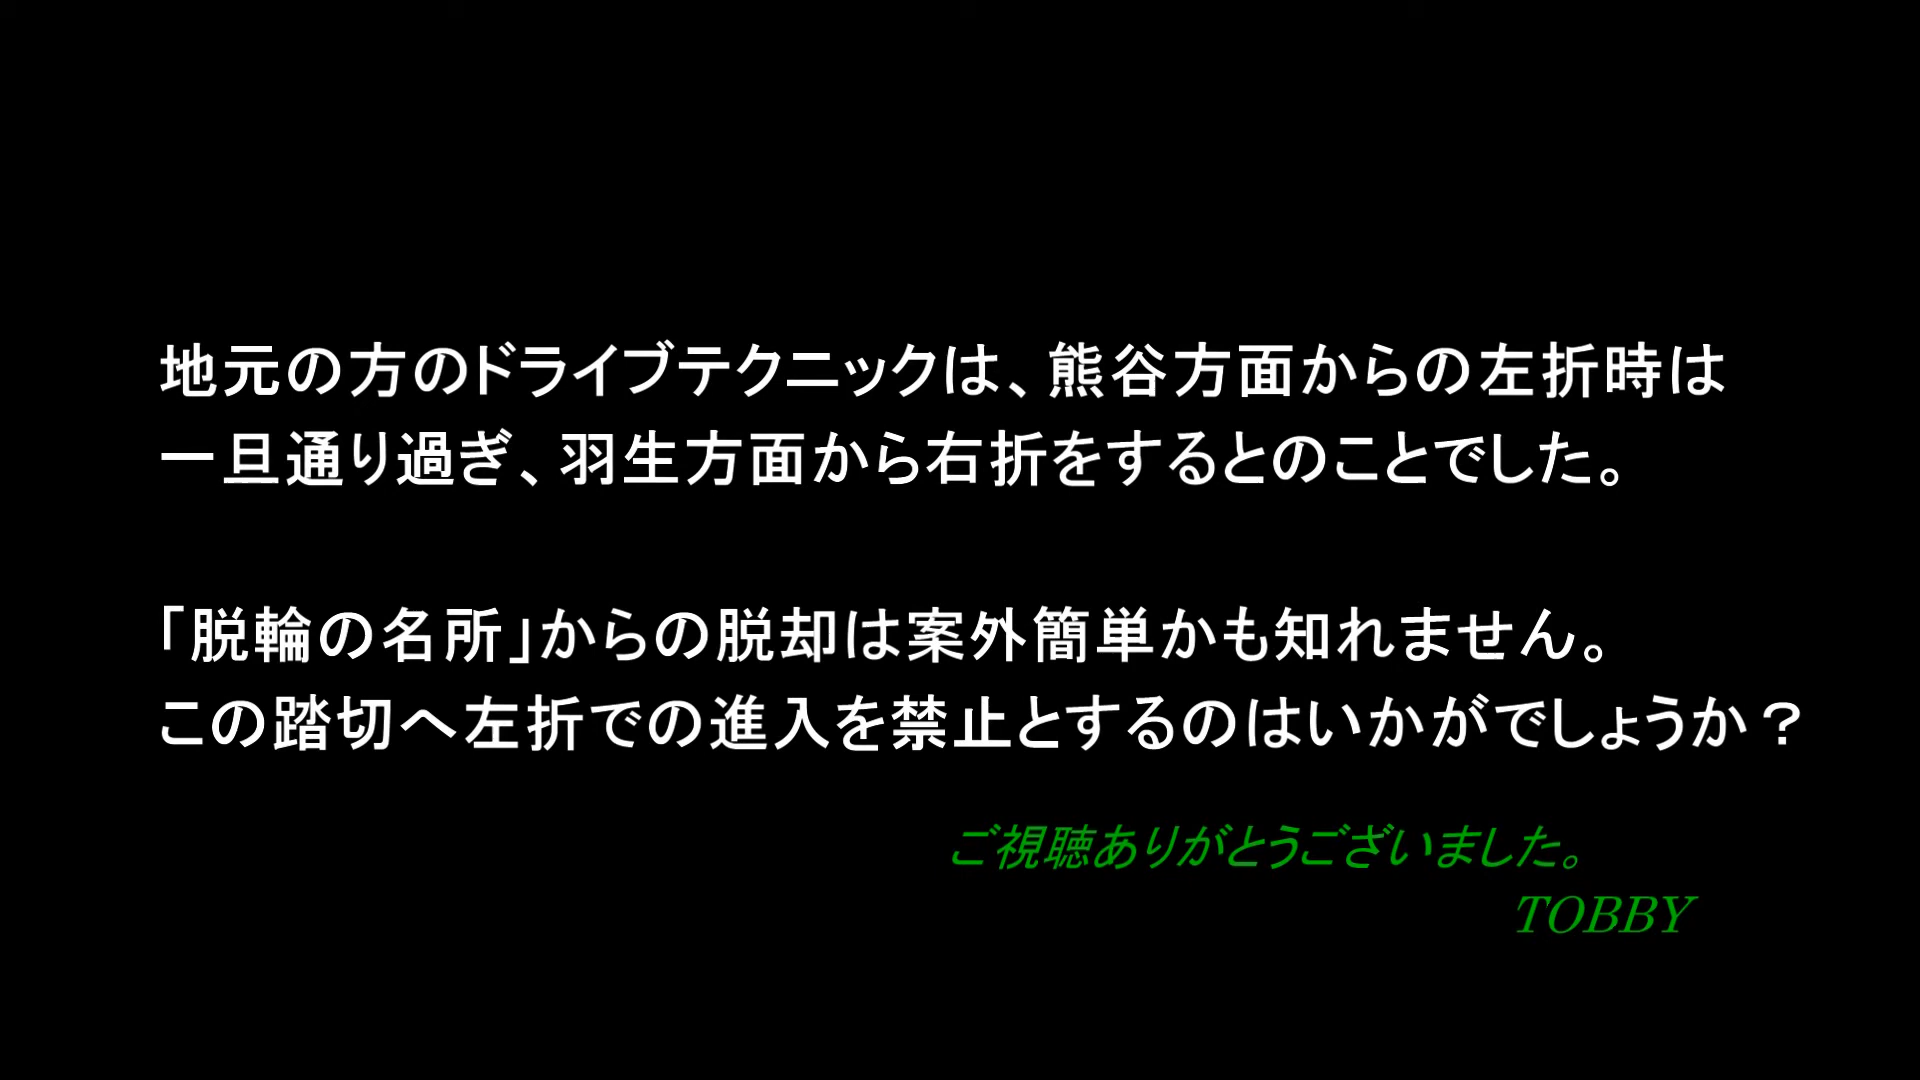 地元の方のドライブテクニックは、熊谷方面からの左折時は
一旦通り過ぎ、羽生方面から右折をするとのことでした。
「脱輪の名所」からの脱却は案外簡単かも知れません。
この踏切へ左折での進入を禁止とするのはいかがでしょうか？
ご視聴ありがとうございました。
TOBBY